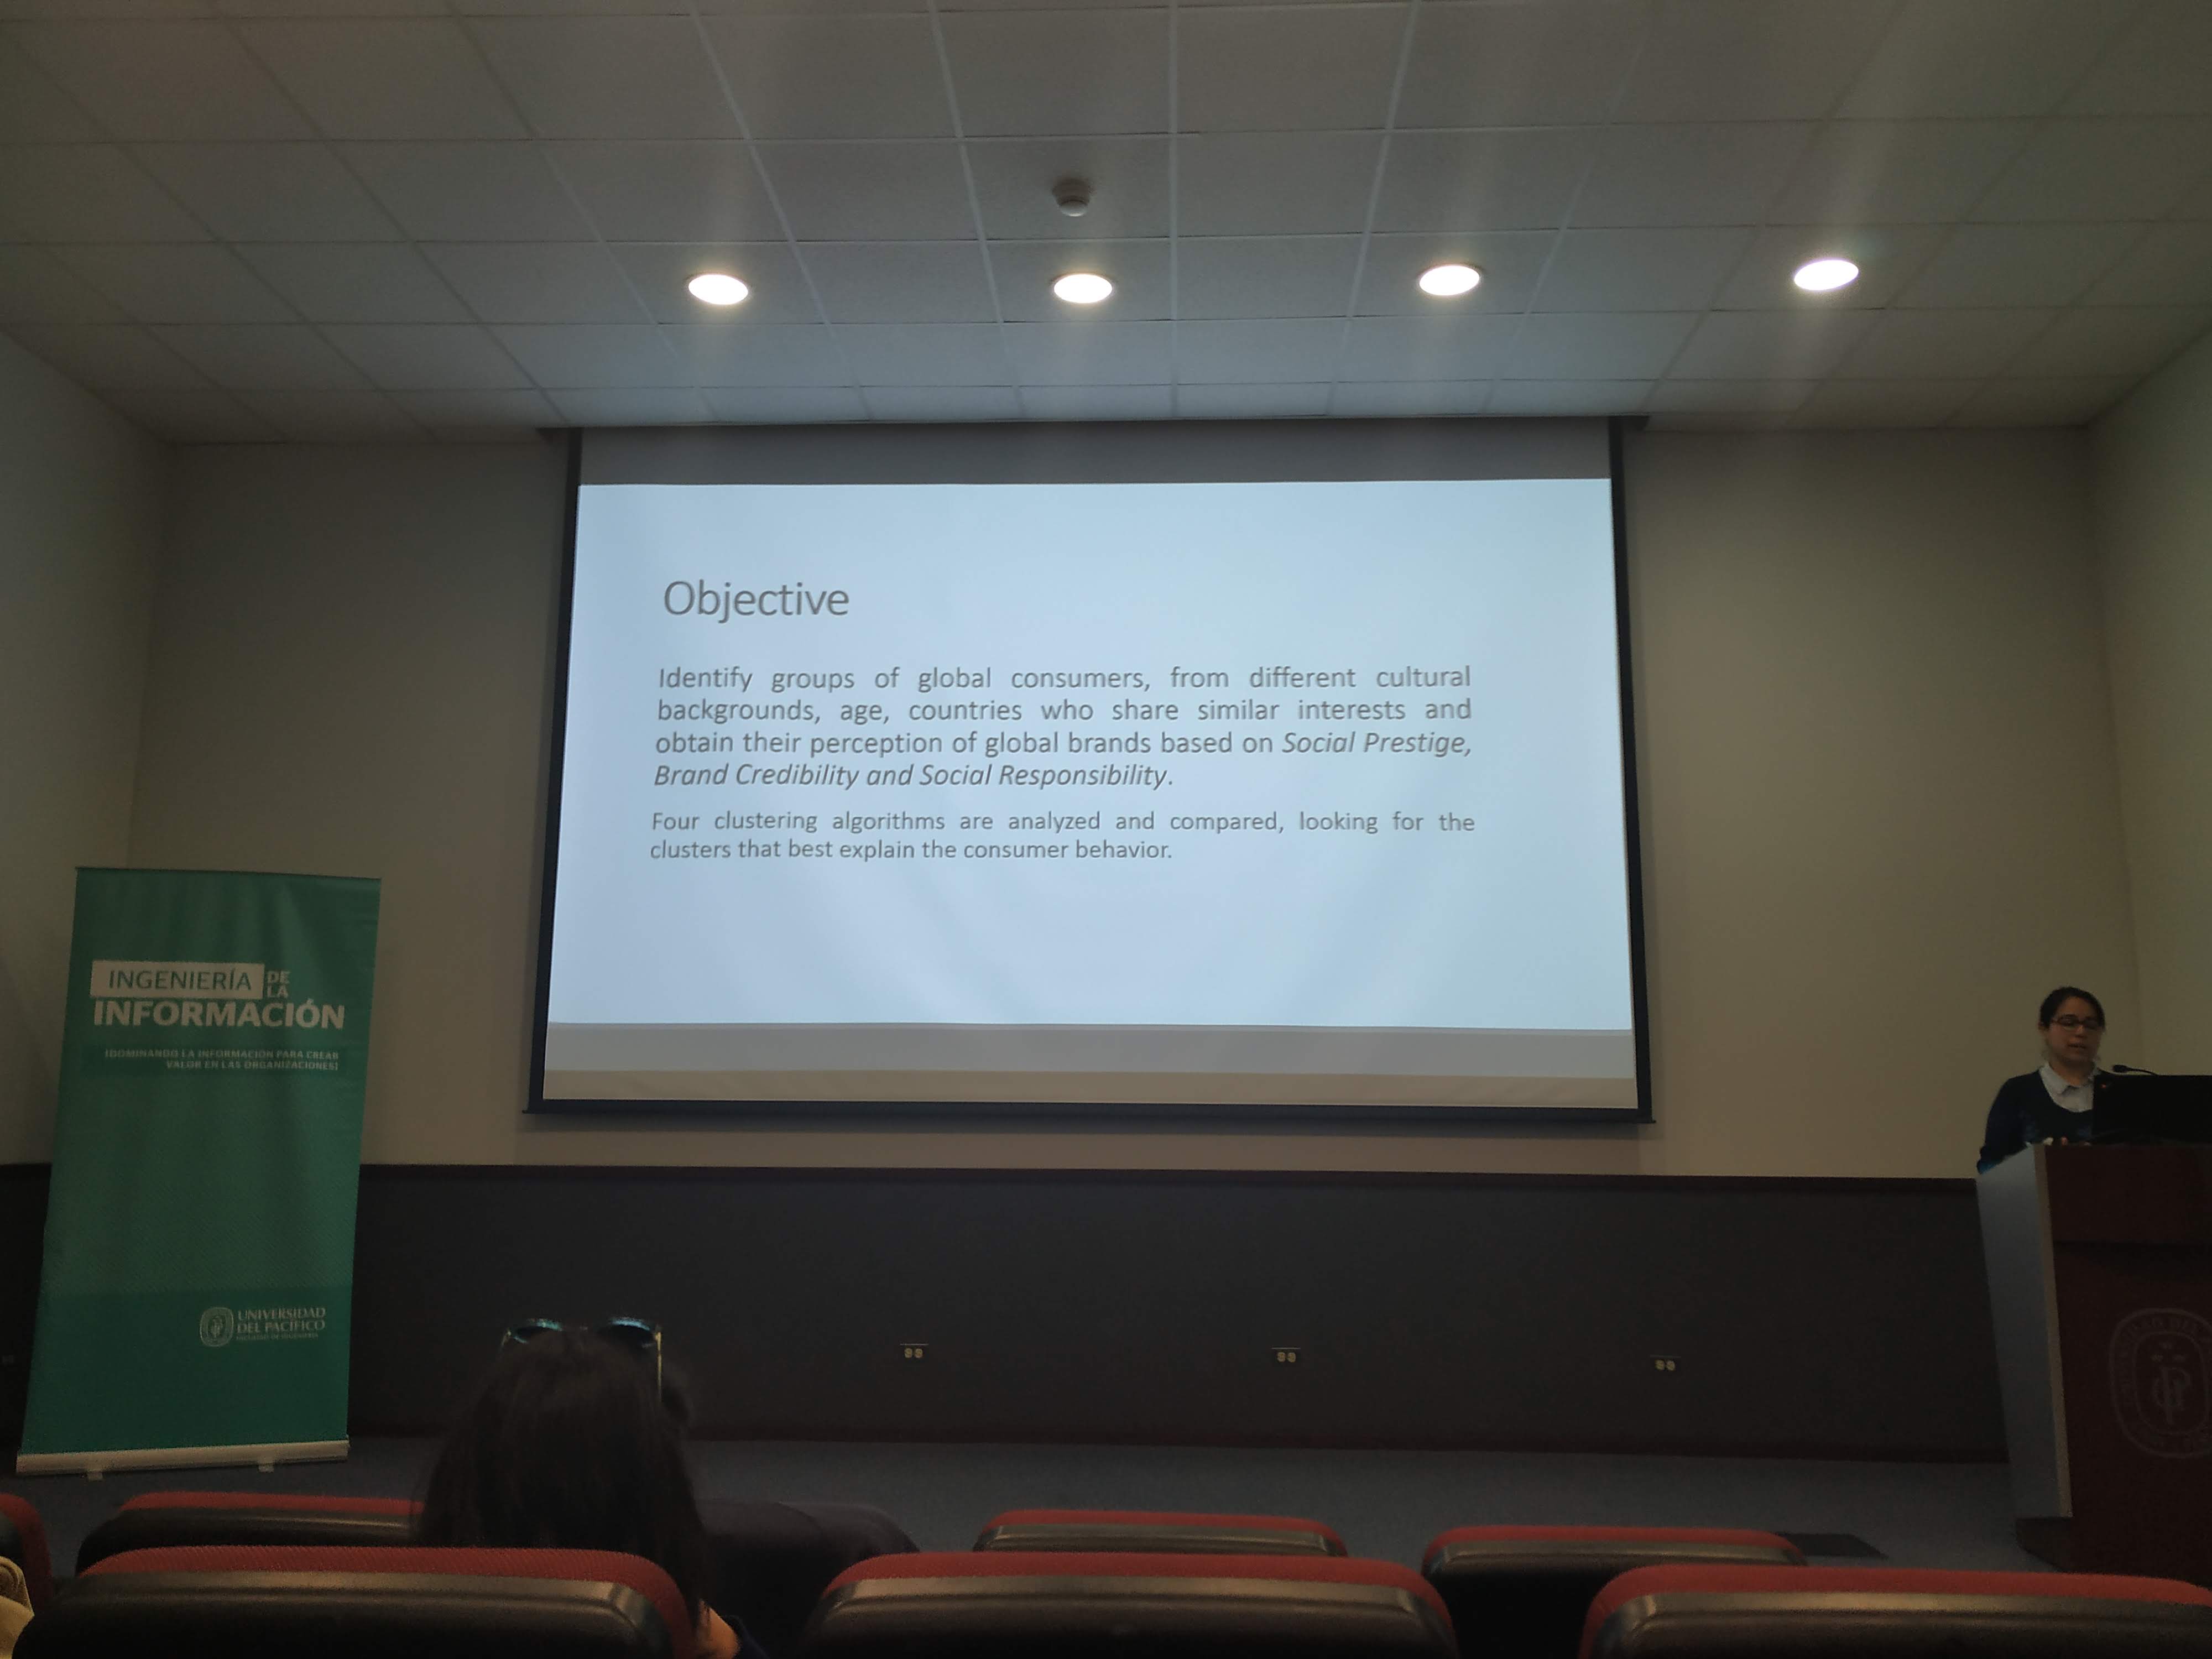 Objective
Identify groups of global consumers, from different cultural
backgrounds, age, countries who share similar interests and
obtain their perception of global brands based on Social Prestige,
Brand Credibility and Social Responsibility.
Four clustering algorithms are analyzed and compared, looking for the
clusters that best explain the consumer behavior.
INGENIERÍA DE LA
INFORMACIÓN
[DOMINANDO LA INFORMACIÓN PARA CREAR
VALOR EN LAS ORGANIZACIONES]
UNIVERSIDAD
DEL PACÍFICO
FACULTAD DE INGENIERÍA